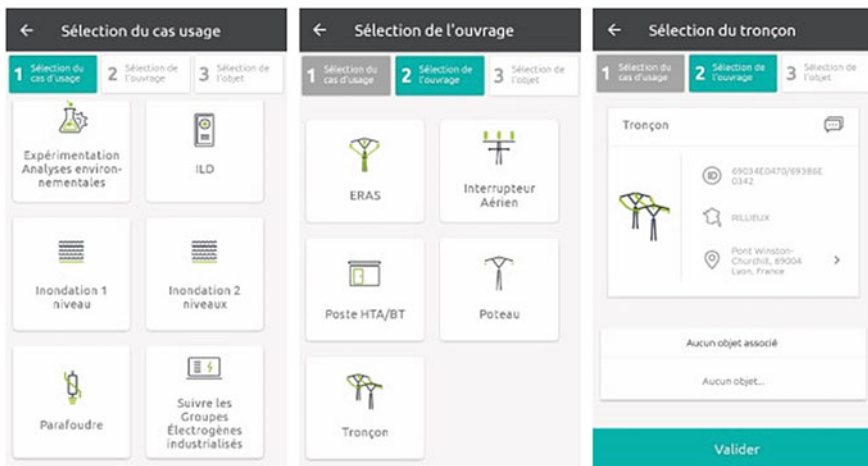 Sélection du cas usage
1 Sélection du
cas d'usage
2 Sélection de
l'ouvrage
3 Sélection de
l'objet
Expérimentation
Analyses environ-
nementales
ILD
Inondation 1
niveau
Inondation 2
niveaux
Parafoudre
Suivre les
Groupes
Électrogènes
industrialisés
Sélection de l'ouvrage
1 Sélection du
cas d'usage
2 Sélection de
l'ouvrage
3 Sélection de
l'objet
ERAS
Interrupteur
Aérien
Poste HTA/BT
Poteau
Tronçon
Sélection du tronçon
1 Sélection du
cas d'usage
2 Sélection de
l'ouvrage
3 Sélection de
l'objet
Tronçon
ID
69034E0470/69386E
0342
RILLIEUX
Pont Winston-
Churchill, 69004
Lyon, France
Aucun objet associé
Aucun objet...
Valider